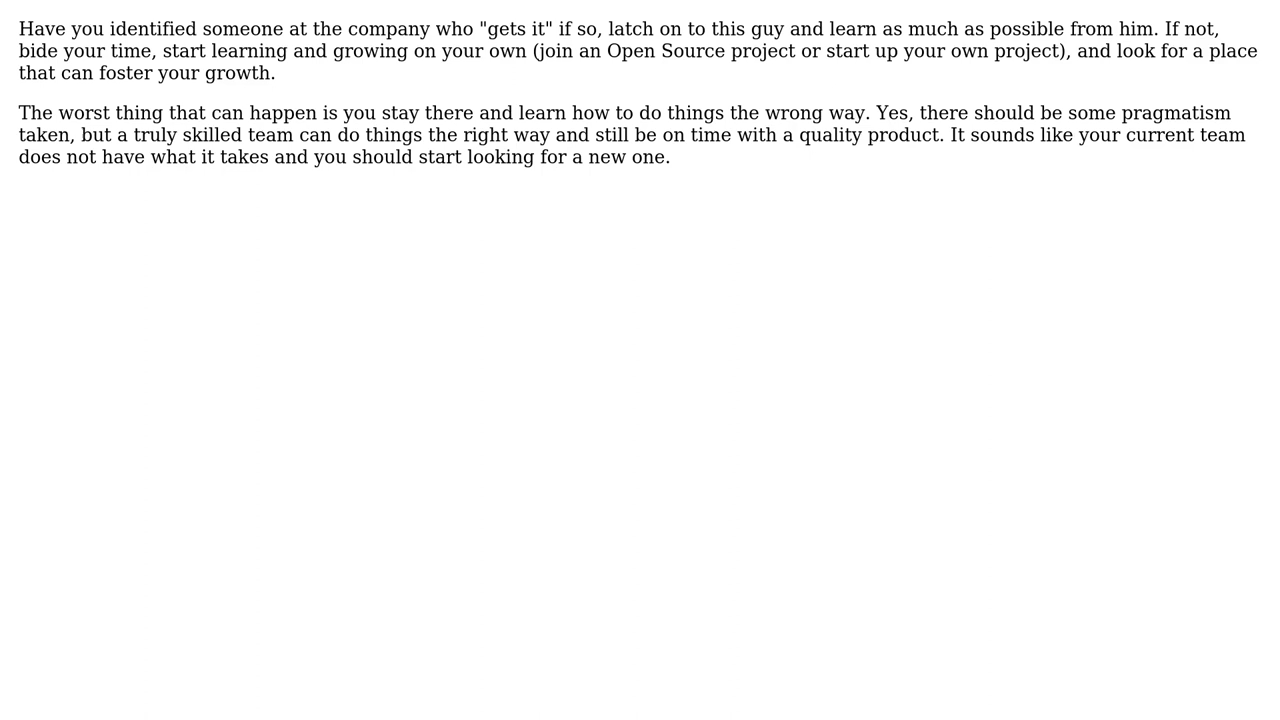 Have you identified someone at the company who "gets it" if so, latch on to this guy and learn as much as possible from him. If not,
bide your time, start learning and growing on your own (join an Open Source project or start up your own project), and look for a place
that can foster your growth.
The worst thing that can happen is you stay there and learn how to do things the wrong way. Yes, there should be some pragmatism
taken, but a truly skilled team can do things the right way and still be on time with a quality product. It sounds like your current team
does not have what it takes and you should start looking for a new one.